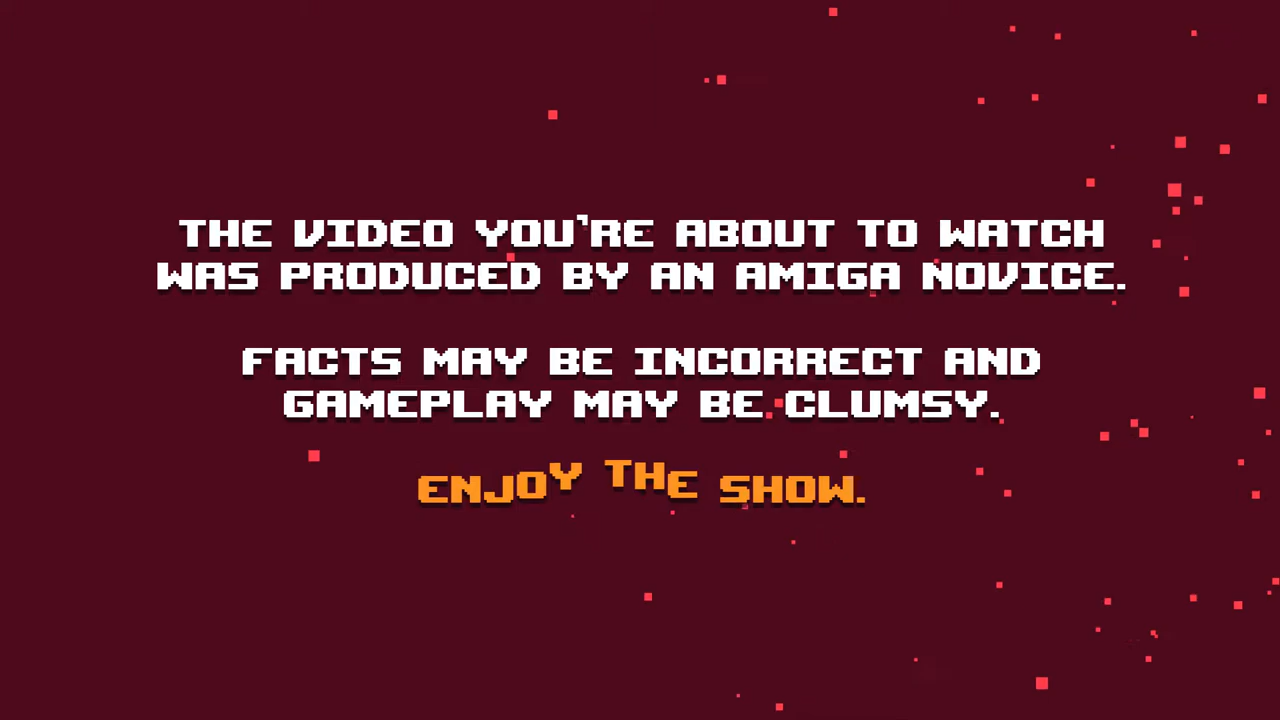 THE VIDEO YOU'RE ABOUT TO WATCH
WAS PRODUCED BY AN AMIGA NOVICE.
FACTS MAY BE INCORRECT AND
GAMEPLAY MAY BE CLUMSY.
ENJOY THE SHOW.